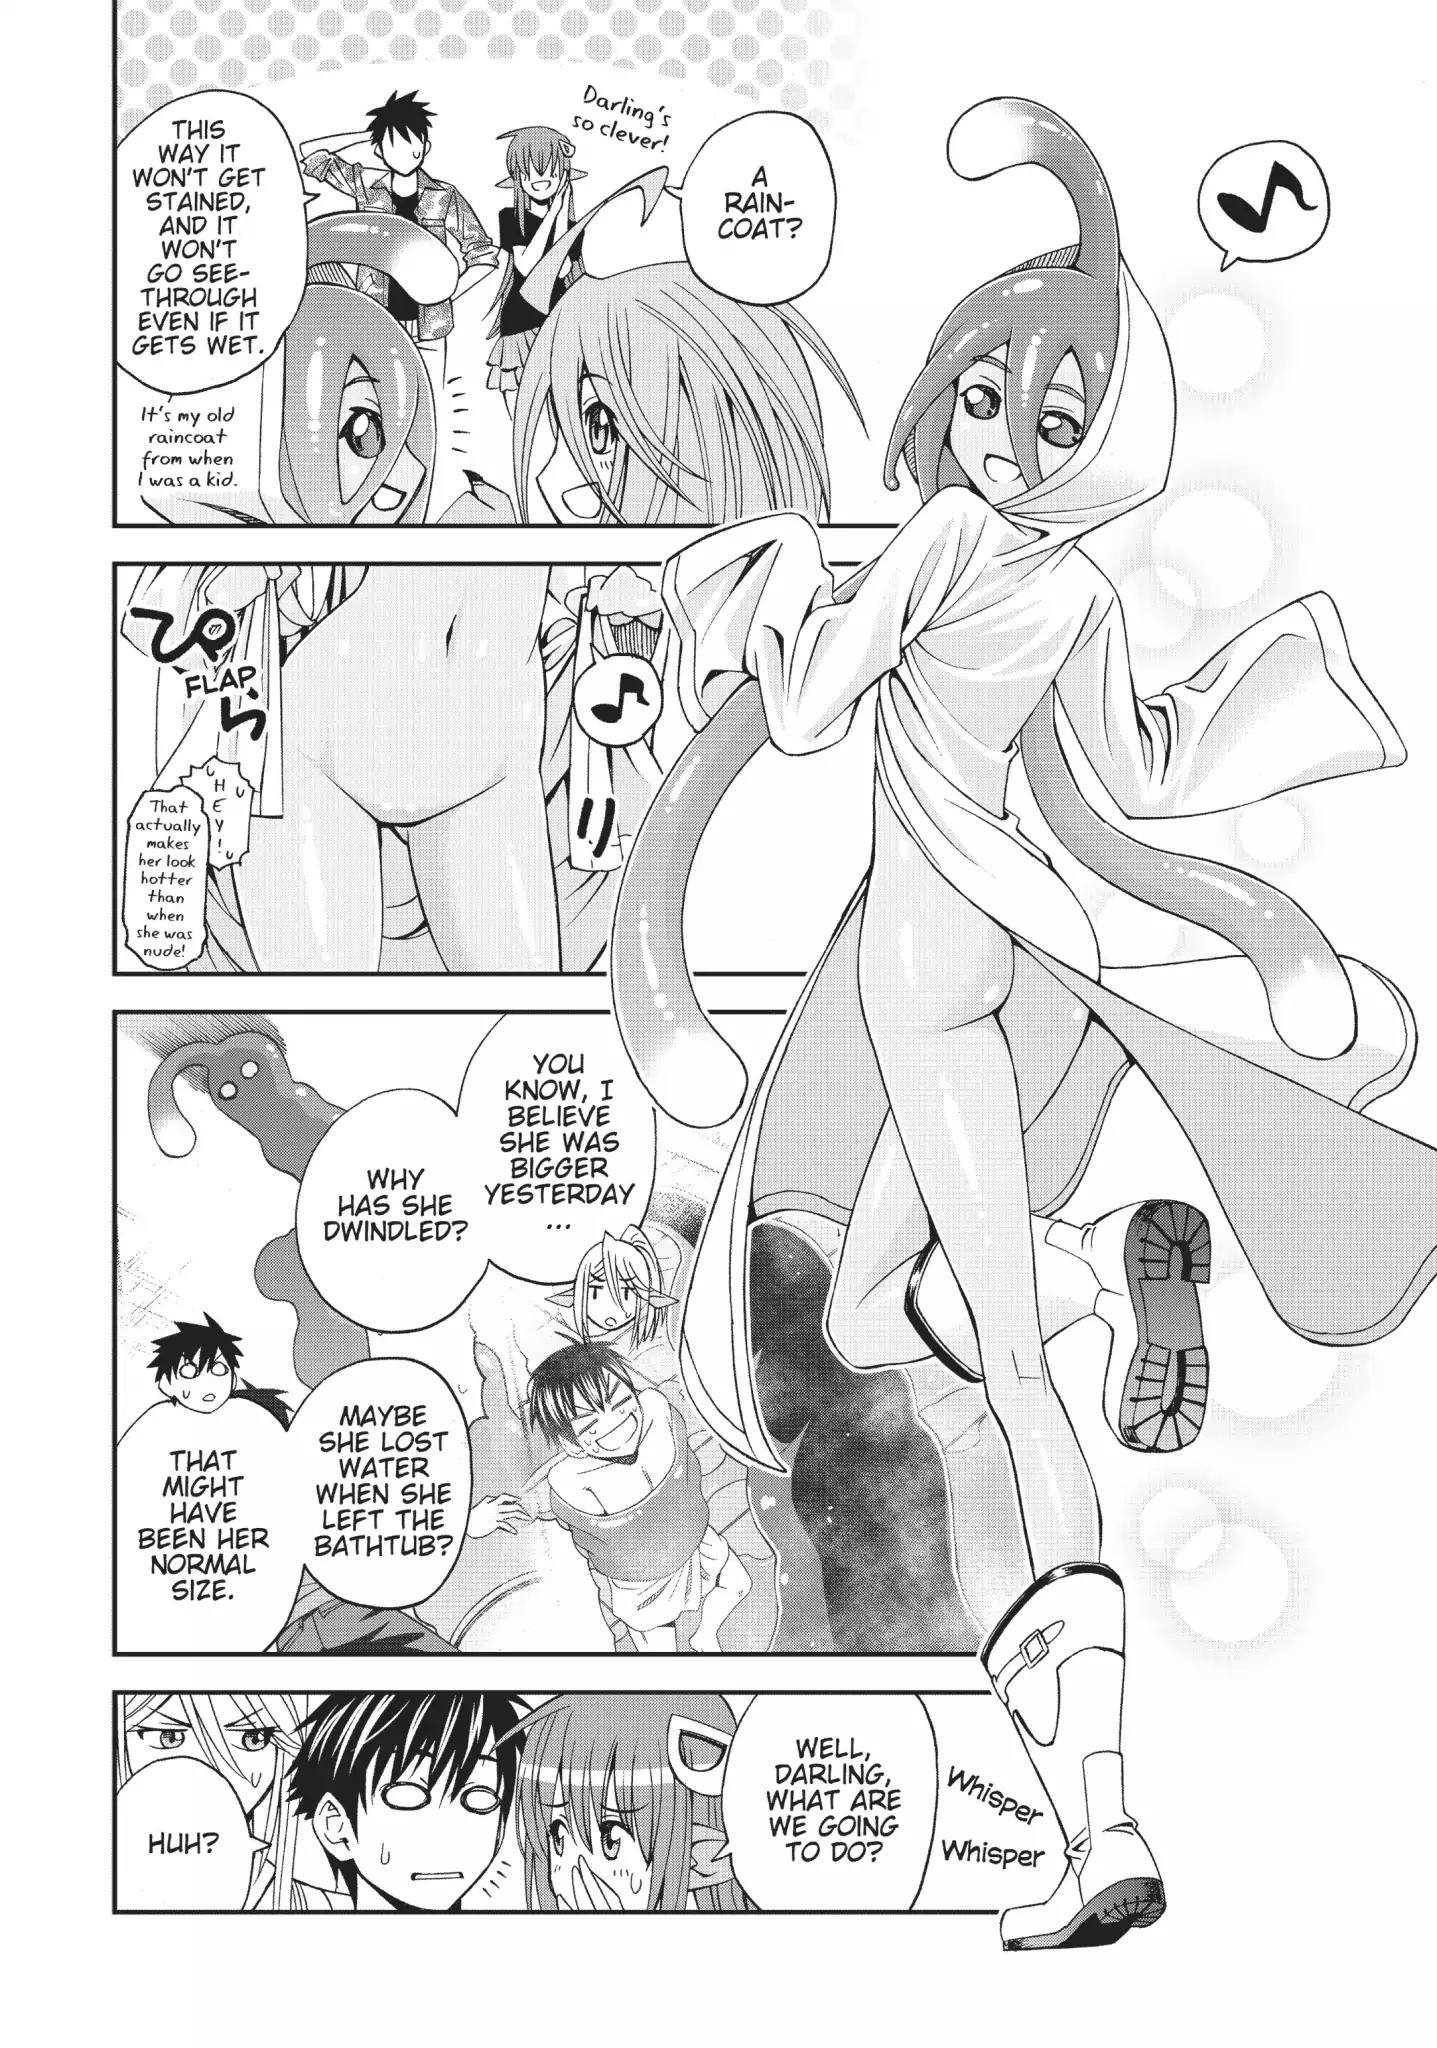 Darling's
so clever!
A
RAIN-
COAT?
THIS
WAY IT
WON'T GET
STAINED,
AND IT
WON'T
GO SEE-
THROUGH
EVEN IF IT
GETS WET.
It's my old
raincoat
from when
I was a kid.
ぴ
FLAP
ら
リ
HEY!
That
actually
makes
her look
hotter
than
when
she was
nude!
YOU
KNOW, I
BELIEVE
SHE WAS
BIGGER
YESTERDAY
...
WHY
HAS SHE
DWINDLED?
MAYBE
SHE LOST
WATER
WHEN SHE
LEFT THE
BATHTUB?
THAT
MIGHT
HAVE
BEEN HER
NORMAL
SIZE.
Whisper
Whisper
WELL,
DARLING,
WHAT ARE
WE GOING
TO DO?
HUH?